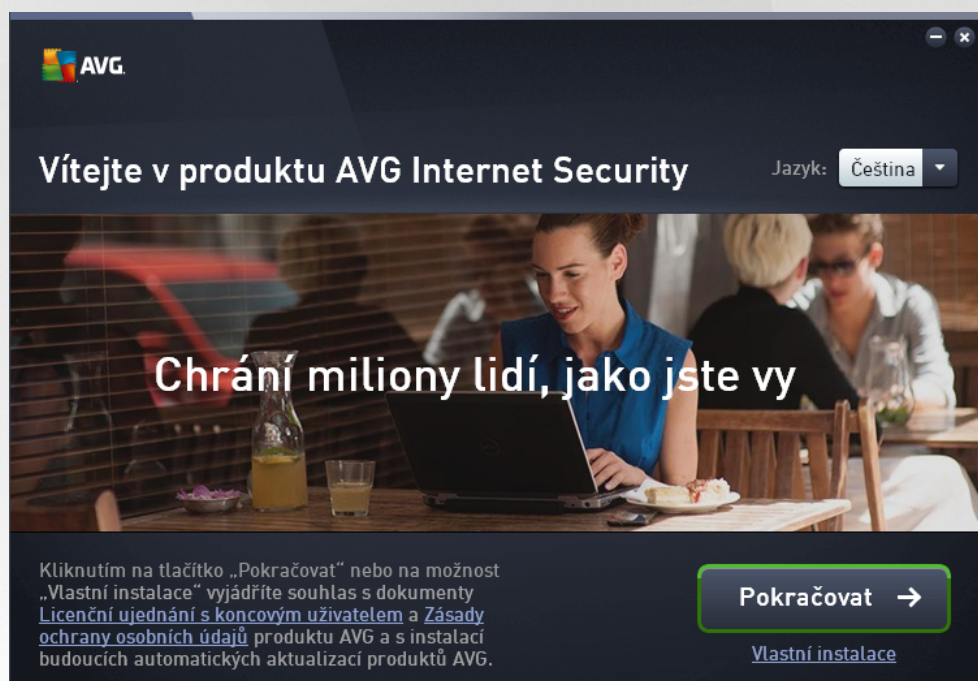 AVG
Vítejte v produktu AVG Internet Security
Jazyk: Čeština
Chrání miliony lidí, jako jste vy
Kliknutím na tlačítko „Pokračovat“ nebo na možnost
„Vlastní instalace“ vyjádříte souhlas s dokumenty
Licenční ujednání s koncovým uživatelem a Zásady
ochrany osobních údajů produktu AVG a s instalací
budoucích automatických aktualizací produktů AVG.
Pokračovat →
Vlastní instalace